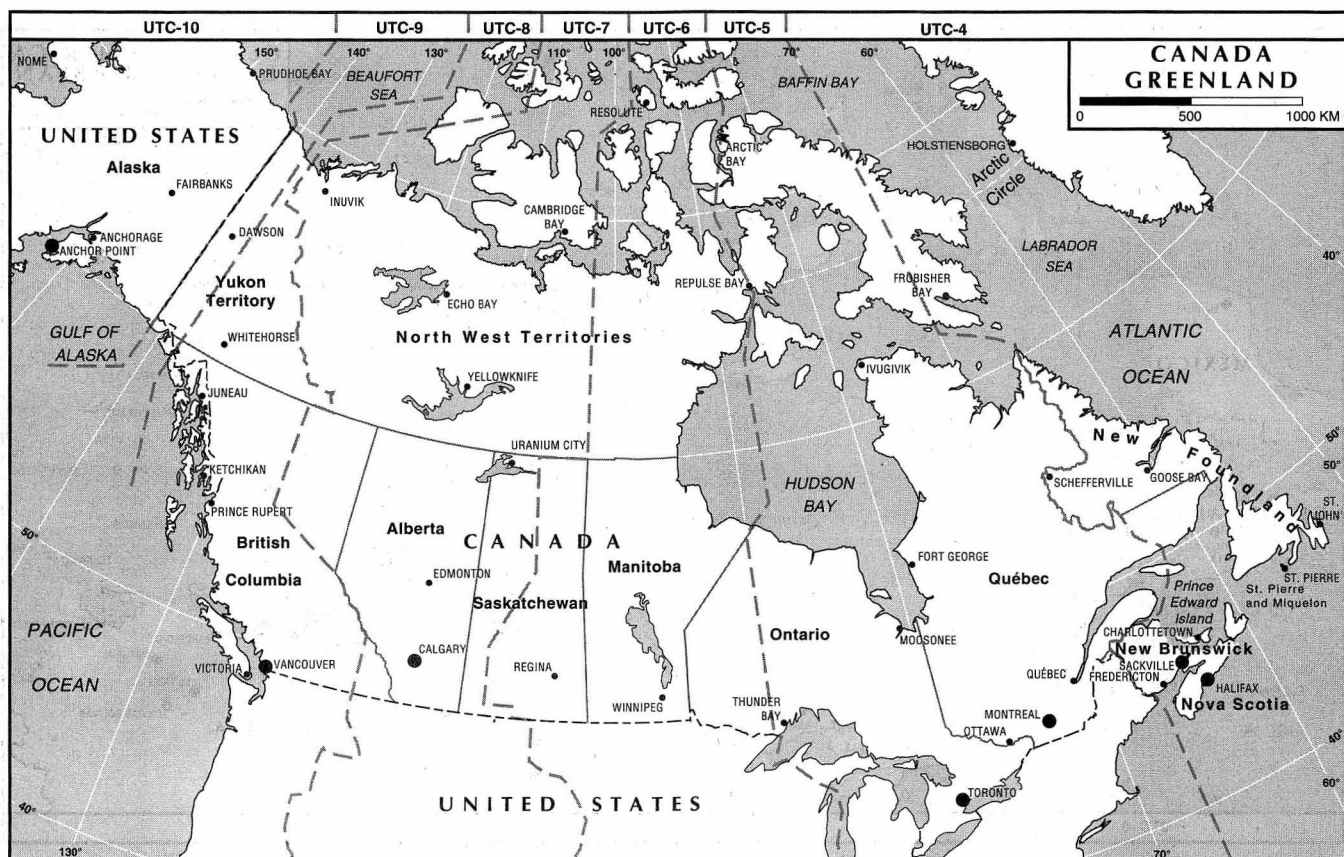 UTC-10 UTC-9 UTC-8 UTC-7 UTC-6 UTC-5 UTC-4
CANADA
GREENLAND
0 500 1000 KM
150° 140° 130° 110° 100° 70° 60°
NOME
PRUDHOE BAY
BEAUFORT
SEA
BAFFIN BAY
RESOLUTE
UNITED STATES
Alaska
ARCTIC
BAY
HOLSTIENSBORG
Arctic
Circle
FAIRBANKS
INUVIK
CAMBRIDGE
BAY
DAWSON
ANCHORAGE
ANCHOR POINT
LABRADOR
SEA
40°
Yukon
Territory
ECHO BAY
REPULSE BAY
FROBISHER
BAY
GULF OF
ALASKA
WHITEHORSE
North West Territories
ATLANTIC
OCEAN
IVUGIVIK
YELLOWKNIFE
JUNEAU
URANIUM CITY
New
Foundland
50°
50°
KETCHIKAN
HUDSON
BAY
SCHEFFERVILLE
GOOSE BAY
PRINCE RUPERT
ST.
JOHN'
50°
British
Columbia
Alberta
CANADA
Manitoba
FORT GEORGE
Québec
EDMONTON
Saskatchewan
ST. PIERRE
St. Pierre
and Miquelon
Prince
Edward
Island
PACIFIC
OCEAN
Ontario
MOOSONEE
CHARLOTTETOWN
New Brunswick
SACKVILLE
FREDERICTON
CALGARY
VICTORIA
VANCOUVER
REGINA
QUÉBEC
HALIFAX
Nova Scotia
WINNIPEG
THUNDER
BAY
MONTREAL
OTTAWA
40°
60°
TORONTO
UNITED STATES
40°
130°
70°